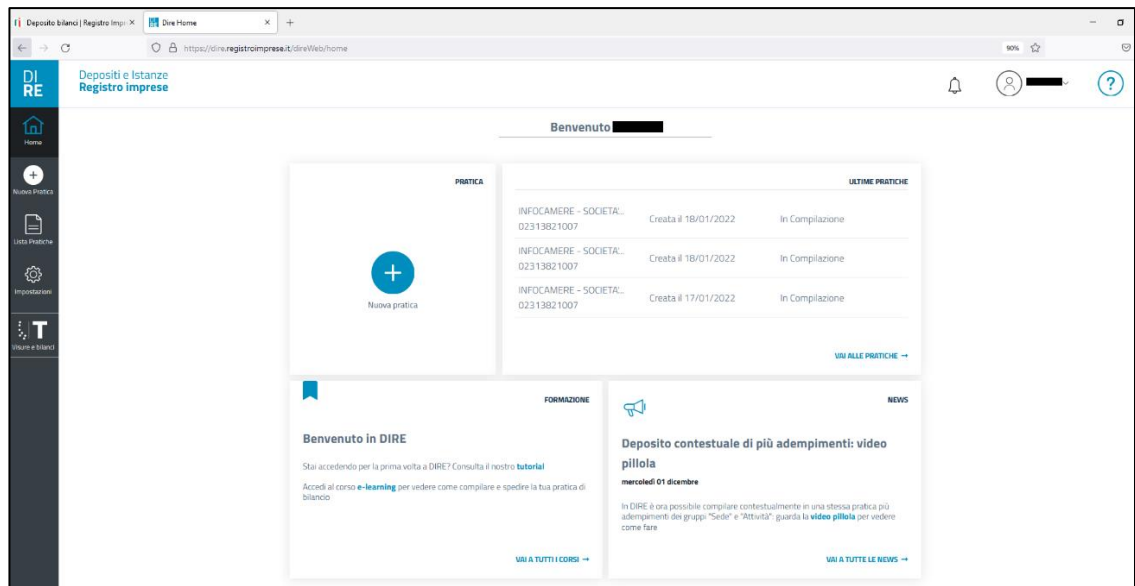 Deposito bilanci | Registro Impr
Dire Home
https://dire.registroimprese.it/direWeb/home
90%
DI
RE
Depositi e Istanze
Registro imprese
?
Home
Nuova Pratica
Lista Pratiche
Impostazioni
T
Visure e bilanci
Benvenuto
PRATICA
Nuova pratica
ULTIME PRATICHE
INFOCAMERE - SOCIETA'...
02313821007
Creata il 18/01/2022
In Compilazione
INFOCAMERE - SOCIETA'...
02313821007
Creata il 18/01/2022
In Compilazione
INFOCAMERE - SOCIETA'...
02313821007
Creata il 17/01/2022
In Compilazione
VAI ALLE PRATICHE →
FORMAZIONE
Benvenuto in DIRE
Stai accedendo per la prima volta a DIRE? Consulta il nostro tutorial
Accedi al corso e-learning per vedere come compilare e spedire la tua pratica di
bilancio
VAI A TUTTI I CORSI →
NEWS
Deposito contestuale di più adempimenti: video
pillola
mercoledì 01 dicembre
In DIRE è ora possibile compilare contestualmente in una stessa pratica più
adempimenti dei gruppi "Sede" e "Attività": guarda la video pillola per vedere
come fare
VAI A TUTTE LE NEWS →